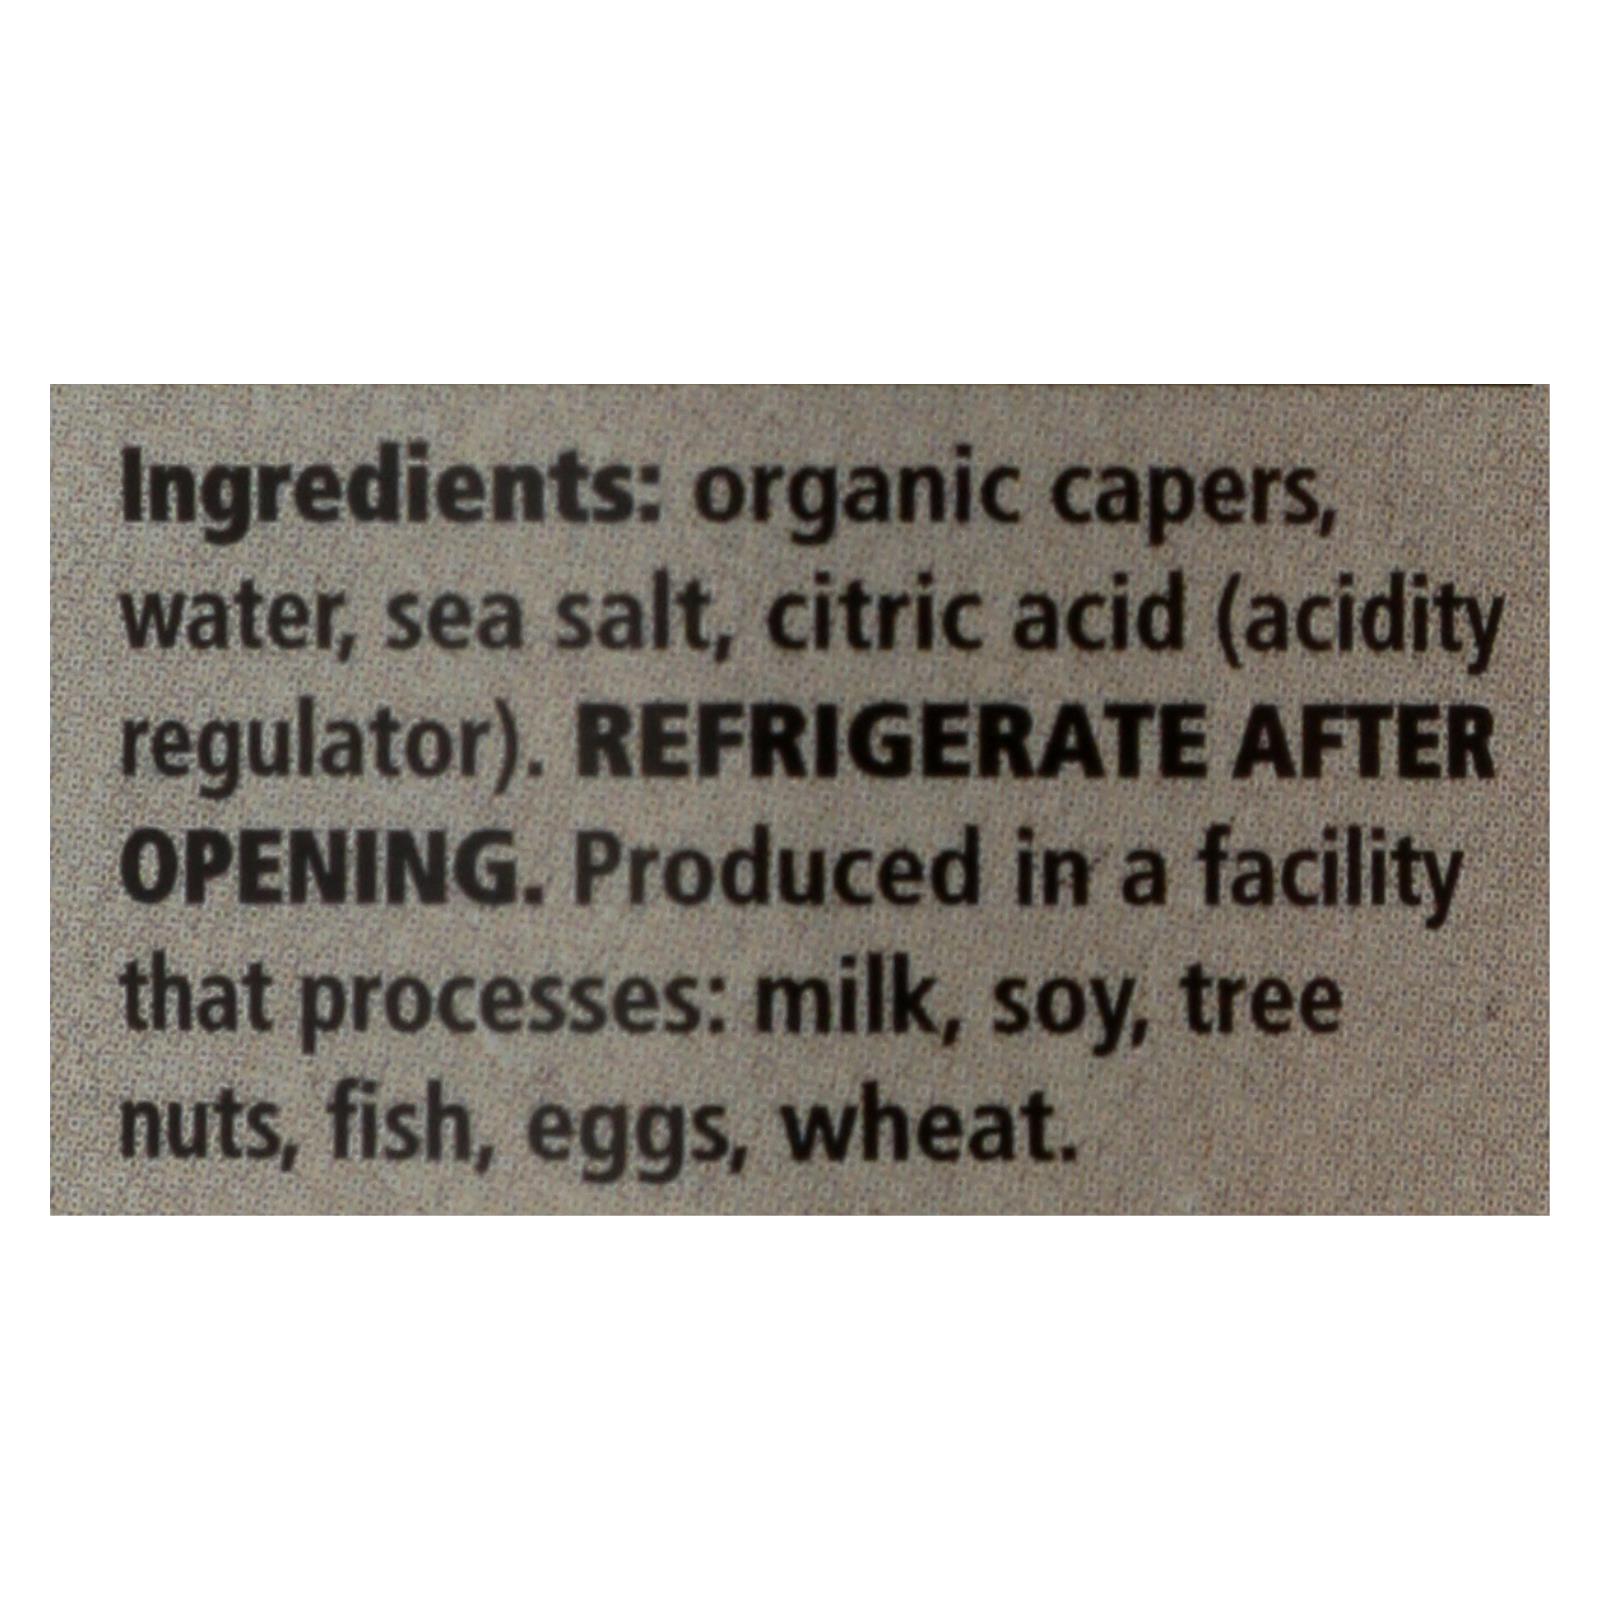 Ingredients: organic capers,
water, sea salt, citric acid (acidity
regulator). REFRIGERATE AFTER
OPENING. Produced in a facility
that processes: milk, soy, tree
nuts, fish, eggs, wheat.